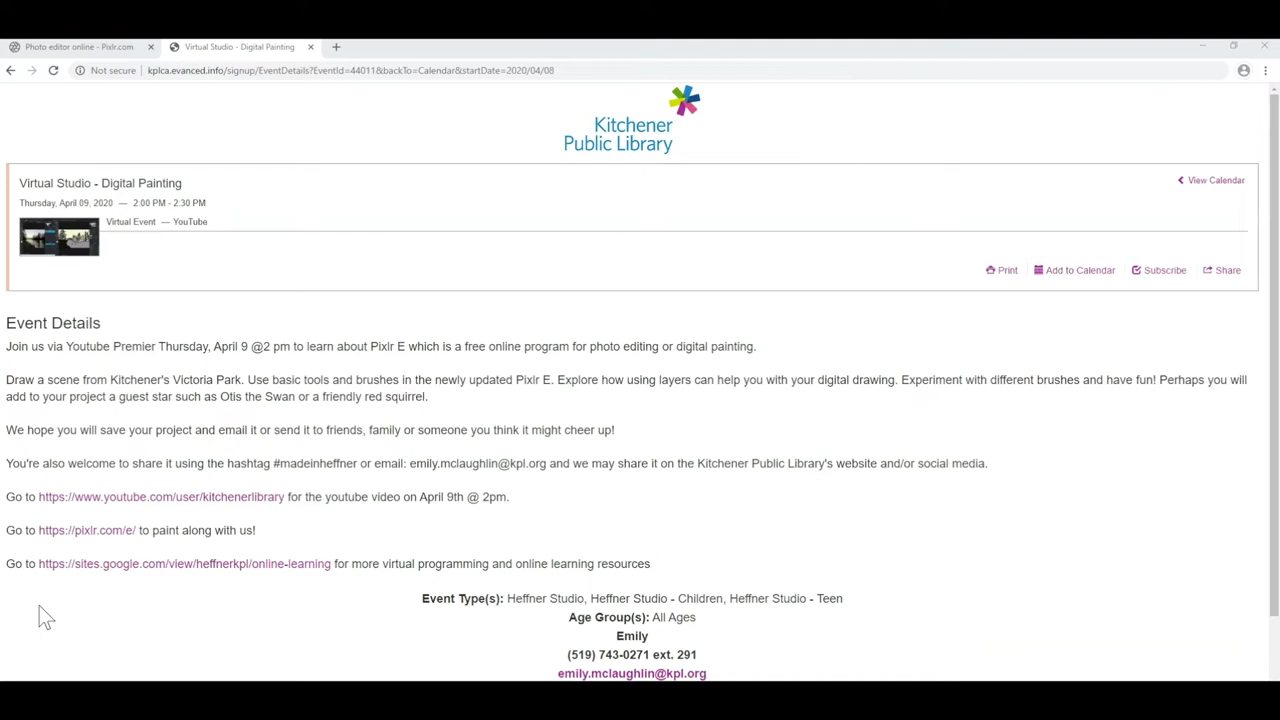 Photo editor online - Pixlr.com
Virtual Studio - Digital Painting
Not secure
kplca.evanced.info/signup/EventDetails?EventId=44011&backTo=Calendar&startDate=2020/04/08
Kitchener
Public Library
Virtual Studio - Digital Painting
View Calendar
Thursday, April 09, 2020 — 2:00 PM - 2:30 PM
Virtual Event — YouTube
Print
Add to Calendar
Subscribe
Share
Event Details
Join us via Youtube Premier Thursday, April 9 @2 pm to learn about Pixlr E which is a free online program for photo editing or digital painting.
Draw a scene from Kitchener's Victoria Park. Use basic tools and brushes in the newly updated Pixlr E. Explore how using layers can help you with your digital drawing. Experiment with different brushes and have fun! Perhaps you will
add to your project a guest star such as Otis the Swan or a friendly red squirrel.
We hope you will save your project and email it or send it to friends, family or someone you think it might cheer up!
You're also welcome to share it using the hashtag #madeinheffner or email: emily.mclaughlin@kpl.org and we may share it on the Kitchener Public Library's website and/or social media.
Go to https://www.youtube.com/user/kitchenerlibrary for the youtube video on April 9th @ 2pm.
Go to https://pixlr.com/e/ to paint along with us!
Go to https://sites.google.com/view/heffnerkpl/online-learning for more virtual programming and online learning resources
Event Type(s): Heffner Studio, Heffner Studio - Children, Heffner Studio - Teen
Age Group(s): All Ages
Emily
(519) 743-0271 ext. 291
emily.mclaughlin@kpl.org